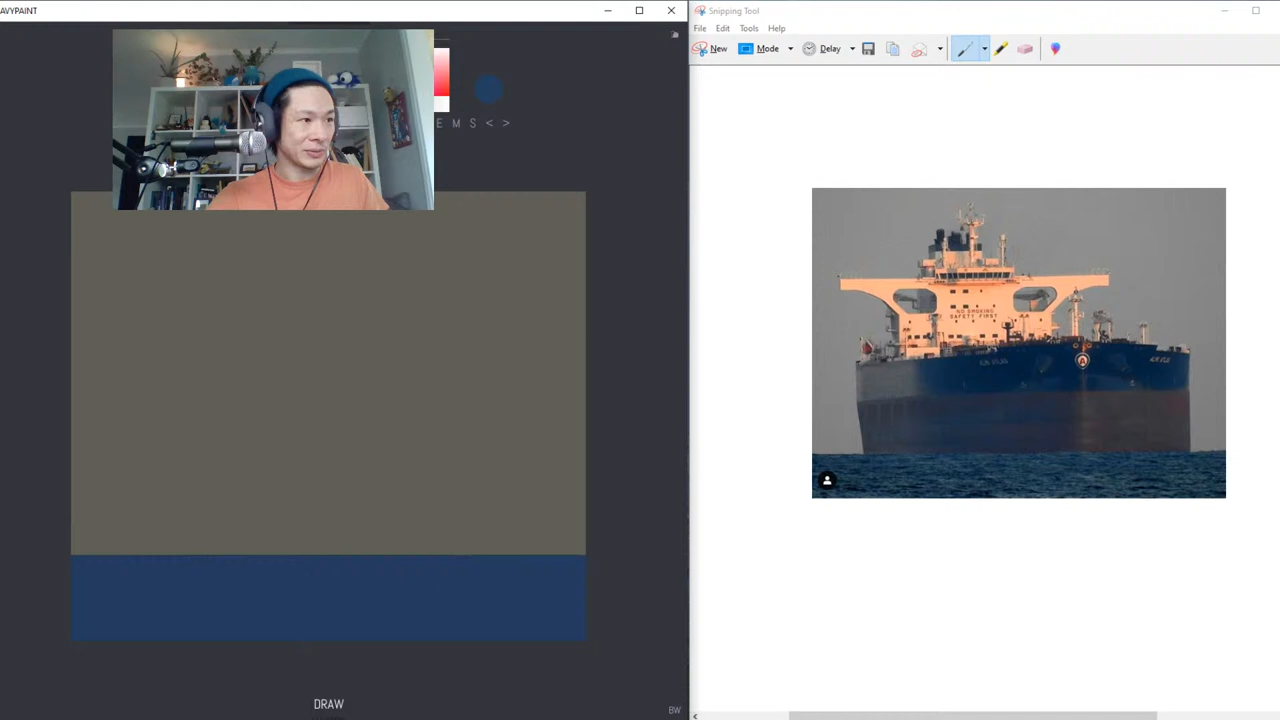 AVYPAINT
E M S < >
DRAW
BW
Snipping Tool
File Edit Tools Help
New Mode Delay
NO SMOKING
SAFETY FIRST
A